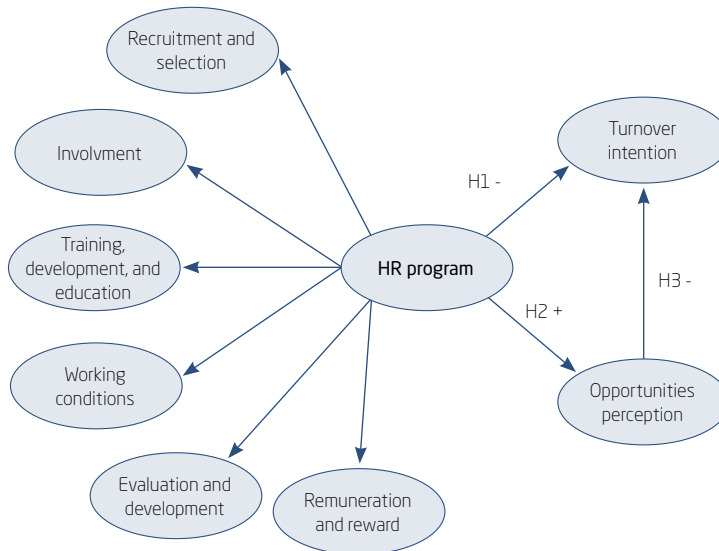 Recruitment and
selection
Involvment
Turnover
intention
H1 -
Training,
development, and
education
HR program
H3 -
H2 +
Working
conditions
Opportunities
perception
Evaluation and
development
Remuneration
and reward